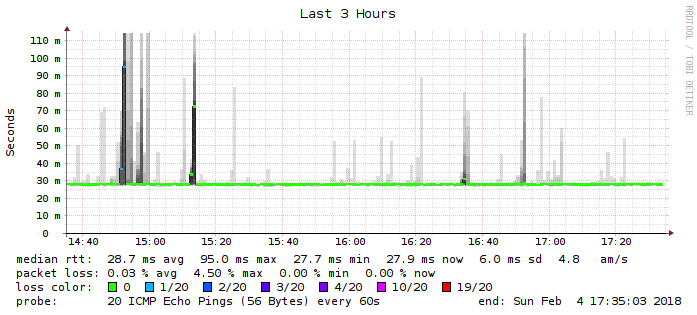 Last 3 Hours
RRDTOOL / TOBI OETIKER
Seconds
110 m
100 m
90 m
80 m
70 m
60 m
50 m
40 m
30 m
20 m
10 m
0
14:40 15:00 15:20 15:40 16:00 16:20 16:40 17:00 17:20
median rtt: 28.7 ms avg 95.0 ms max 27.7 ms min 27.9 ms now 6.0 ms sd 4.8 am/s
packet loss: 0.03 % avg 4.50 % max 0.00 % min 0.00 % now
loss color: 0 1/20 2/20 3/20 4/20 10/20 19/20
probe: 20 ICMP Echo Pings (56 Bytes) every 60s end: Sun Feb 4 17:35:03 2018